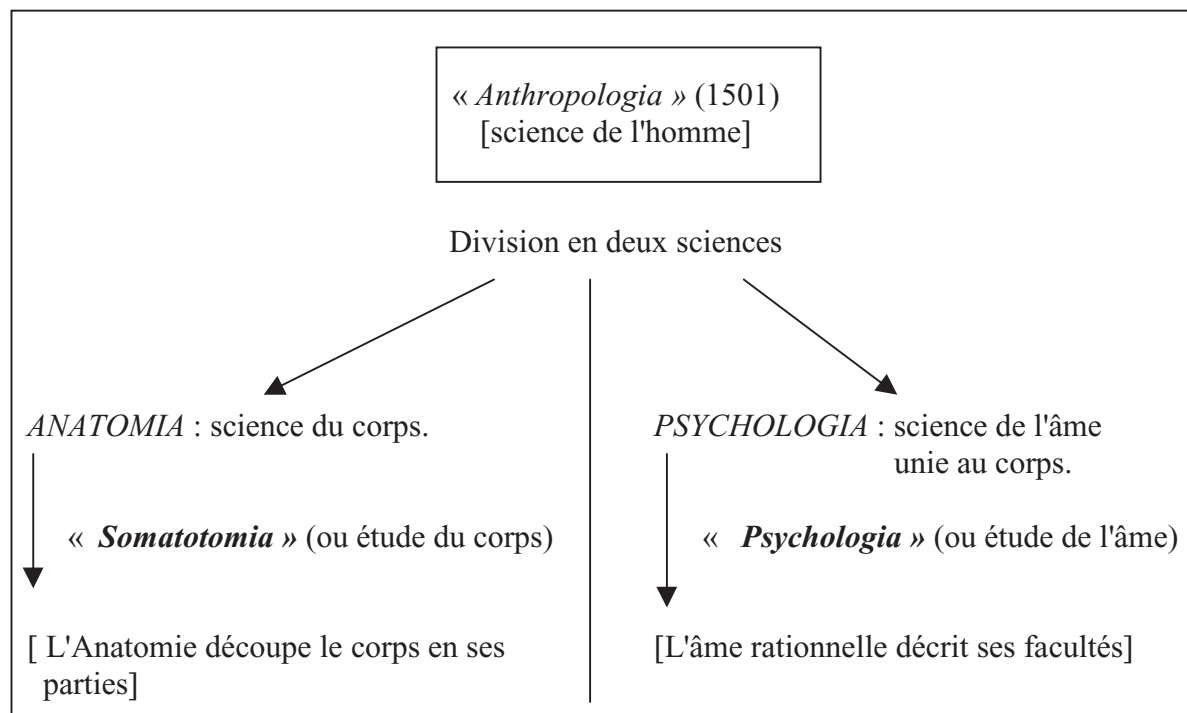 « Anthropologia » (1501)
[science de l'homme]
Division en deux sciences
ANATOMIA : science du corps.
« Somatotomia » (ou étude du corps)
[ L'Anatomie découpe le corps en ses
parties]
PSYCHOLOGIA : science de l'âme
unie au corps.
« Psychologia » (ou étude de l'âme)
[L'âme rationnelle décrit ses facultés]